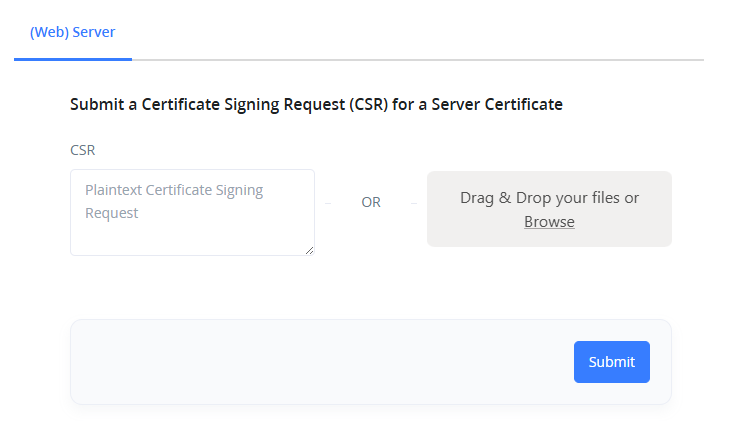 (Web) Server
Submit a Certificate Signing Request (CSR) for a Server Certificate
CSR
Plaintext Certificate Signing
Request
OR
Drag & Drop your files or
Browse
Submit